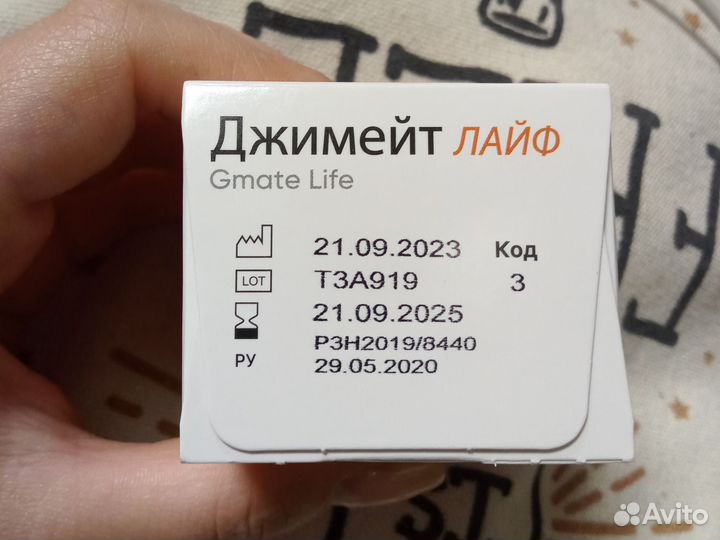 Джимейт ЛАЙФ
Gmate Life
21.09.2023 Код
LOT T3A919 3
21.09.2025
РУ РЗН2019/8440
29.05.2020
S.T.
Avito